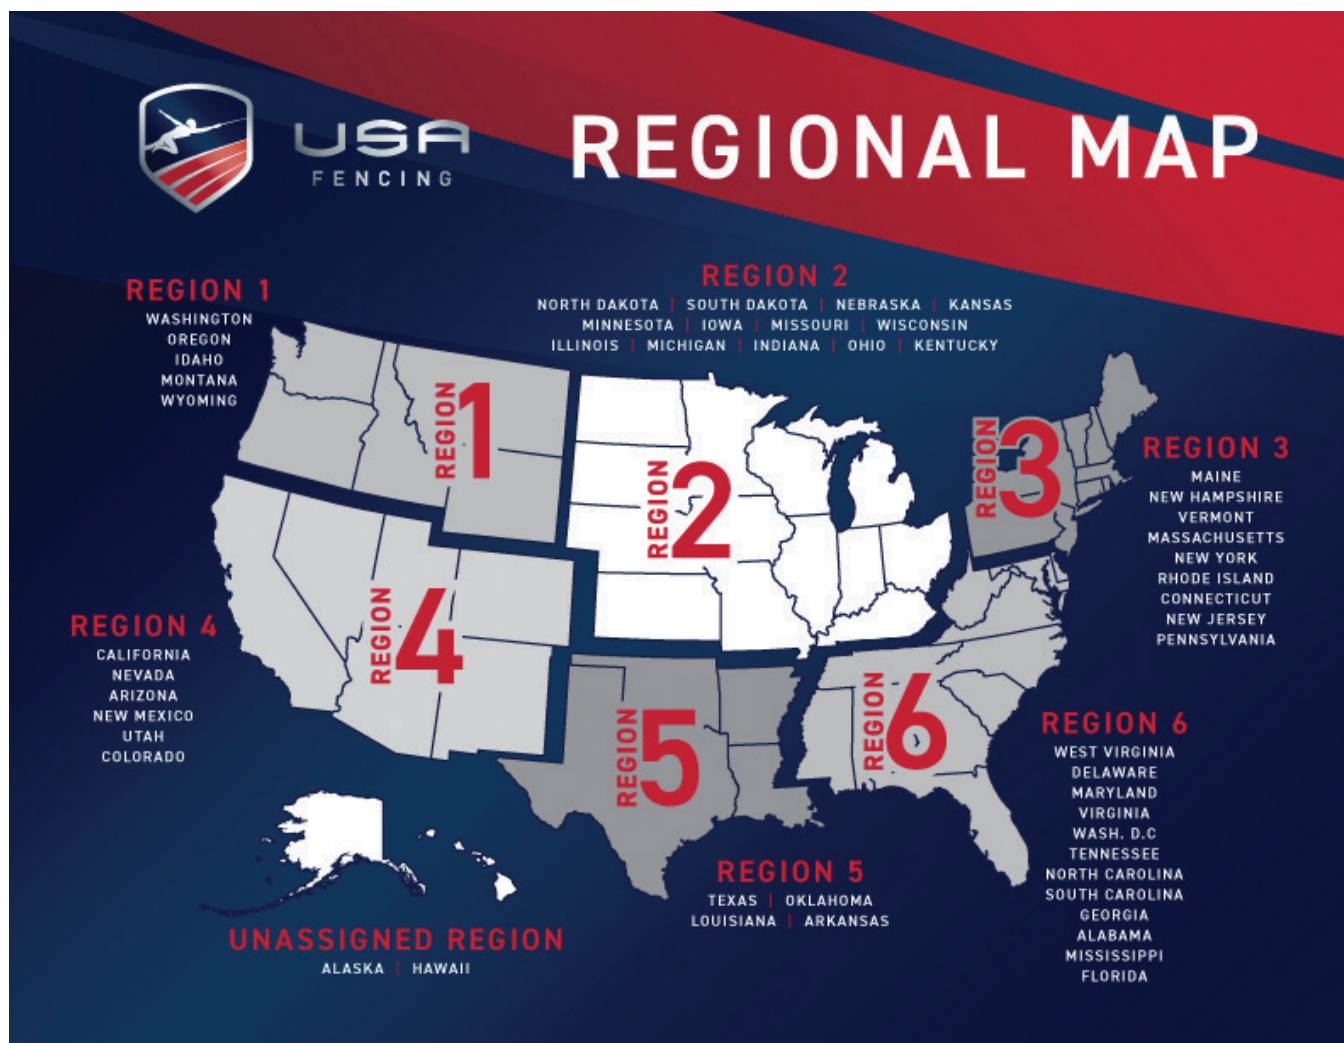 USA
FENCING
REGIONAL MAP
REGION 1
WASHINGTON
OREGON
IDAHO
MONTANA
WYOMING
REGION 2
NORTH DAKOTA | SOUTH DAKOTA | NEBRASKA | KANSAS
MINNESOTA | IOWA | MISSOURI | WISCONSIN
ILLINOIS | MICHIGAN | INDIANA | OHIO | KENTUCKY
REGION 1
REGION 2
REGION 3
REGION 3
MAINE
NEW HAMPSHIRE
VERMONT
MASSACHUSETTS
NEW YORK
RHODE ISLAND
CONNECTICUT
NEW JERSEY
PENNSYLVANIA
REGION 4
CALIFORNIA
NEVADA
ARIZONA
NEW MEXICO
UTAH
COLORADO
REGION 4
REGION 5
REGION 6
REGION 6
WEST VIRGINIA
DELAWARE
MARYLAND
VIRGINIA
WASH. D.C
TENNESSEE
NORTH CAROLINA
SOUTH CAROLINA
GEORGIA
ALABAMA
MISSISSIPPI
FLORIDA
REGION 5
TEXAS | OKLAHOMA
LOUISIANA | ARKANSAS
UNASSIGNED REGION
ALASKA | HAWAII